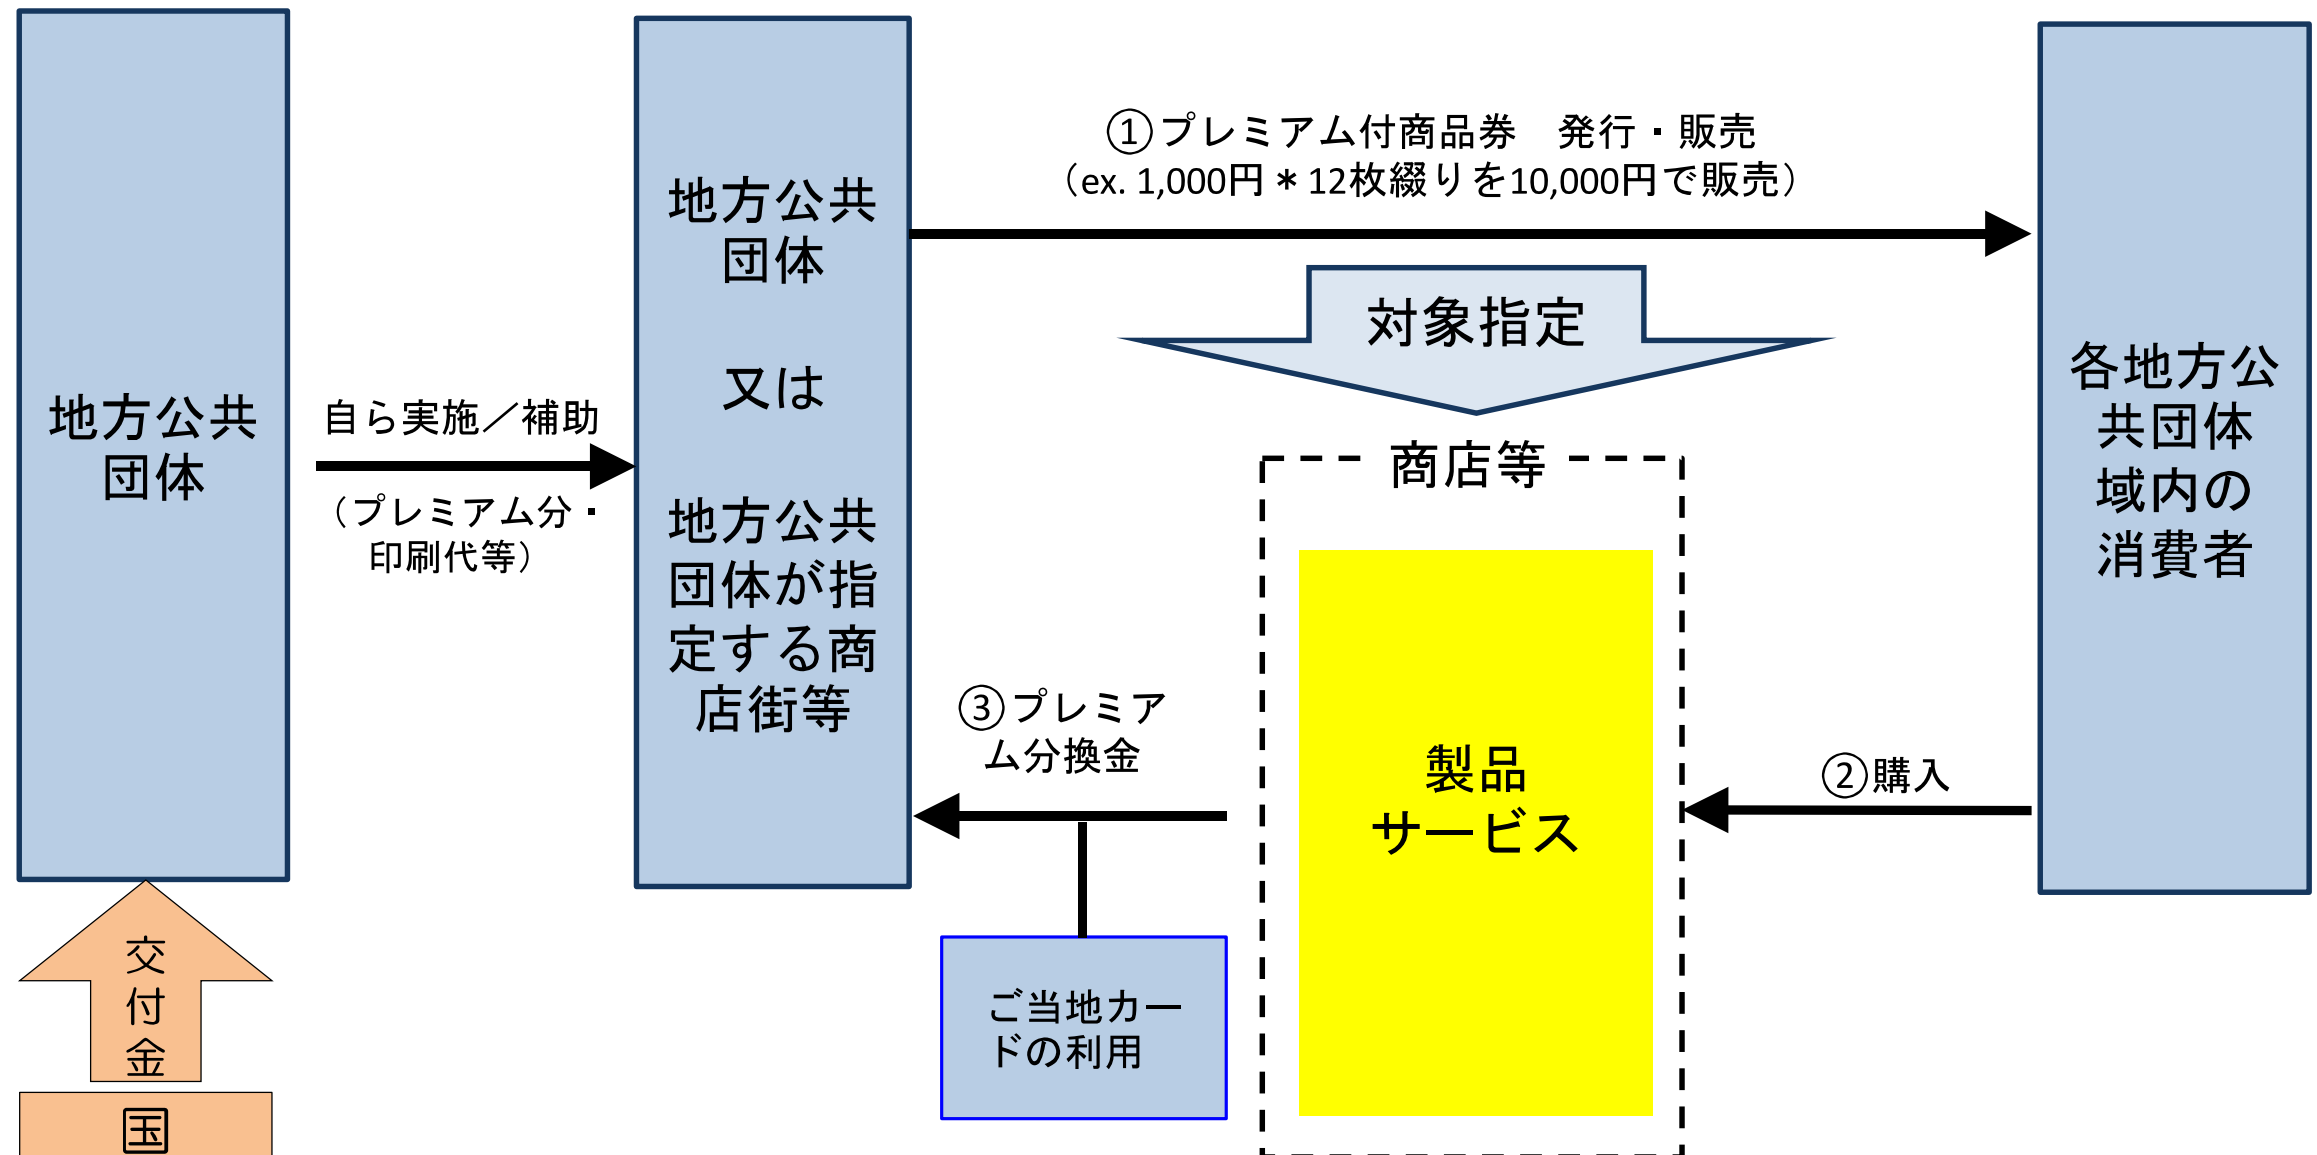 地方公共
団体
交
付
金
国
自ら実施／補助
（プレミアム分・
印刷代等）
地方公共
団体
又は
地方公共
団体が指
定する商
店街等
①プレミアム付商品券　発行・販売
（ex. 1,000円＊12枚綴りを10,000円で販売）
対象指定
商店等
製品
サービス
③プレミア
ム分換金
ご当地カー
ドの利用
②購入
各地方公
共団体
域内の
消費者